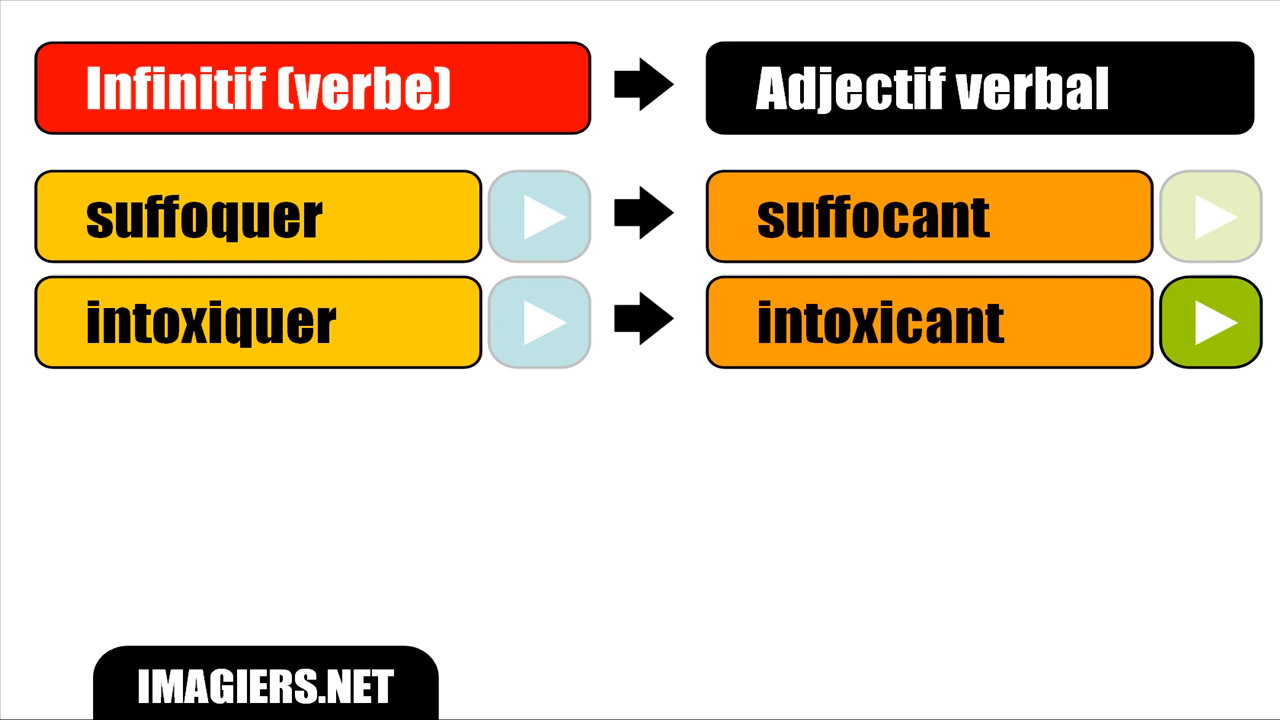 Infinitif (verbe) Adjectif verbal
suffoquer suffocant
intoxiquer intoxicant
IMAGIERS.NET